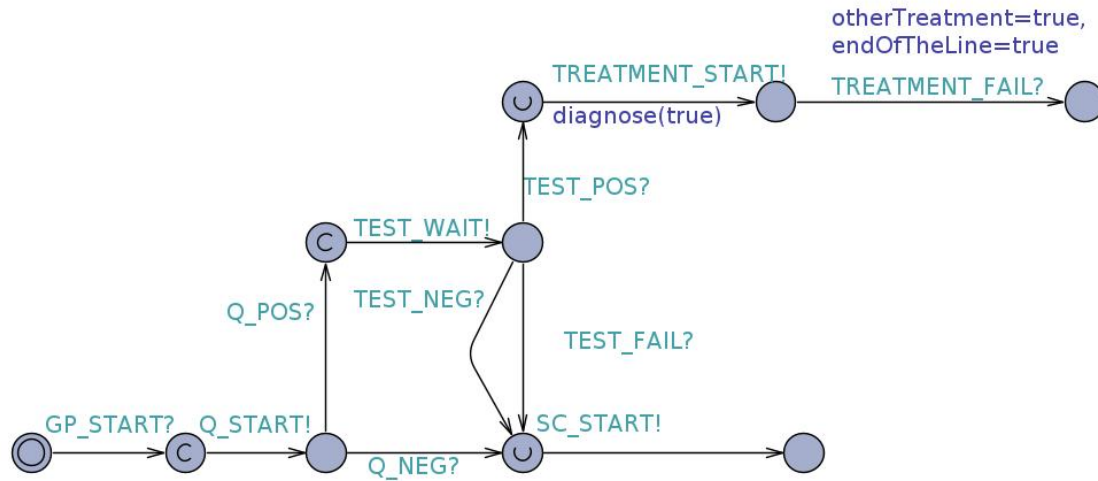 otherTreatment=true,
endOfTheLine=true
TREATMENT_START!
TREATMENT_FAIL?
diagnose(true)
TEST_POS?
C
TEST_WAIT!
TEST_NEG?
Q_POS?
TEST_FAIL?
GP_START?
Q_START!
SC_START!
C
Q_NEG?